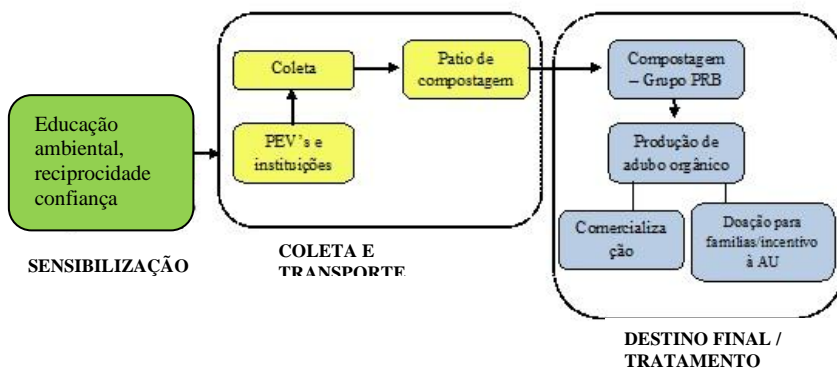 Educação
ambiental,
reciprocidade
confiança
SENSIBILIZAÇÃO
Coleta
Patio de
compostagem
PEV's e
instituições
COLETA E
TRANSPORTE
Compostagem
– Grupo PRB
Produção de
adubo orgânico
Comercializa
ção
Doação para
famílias/incentivo
à AU
DESTINO FINAL /
TRATAMENTO